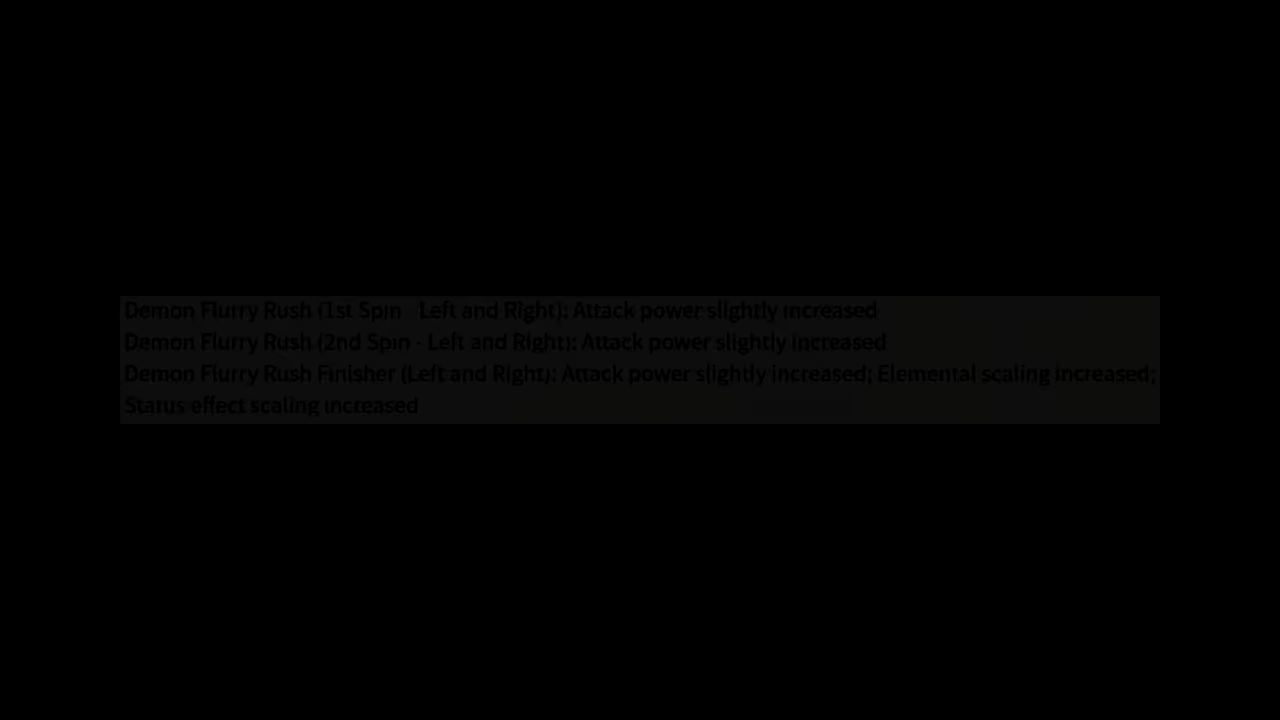 Demon Flurry Rush (1st Spin - Left and Right): Attack power slightly increased
Demon Flurry Rush (2nd Spin - Left and Right): Attack power slightly increased
Demon Flurry Rush Finisher (Left and Right): Attack power slightly increased; Elemental scaling increased;
Status effect scaling increased